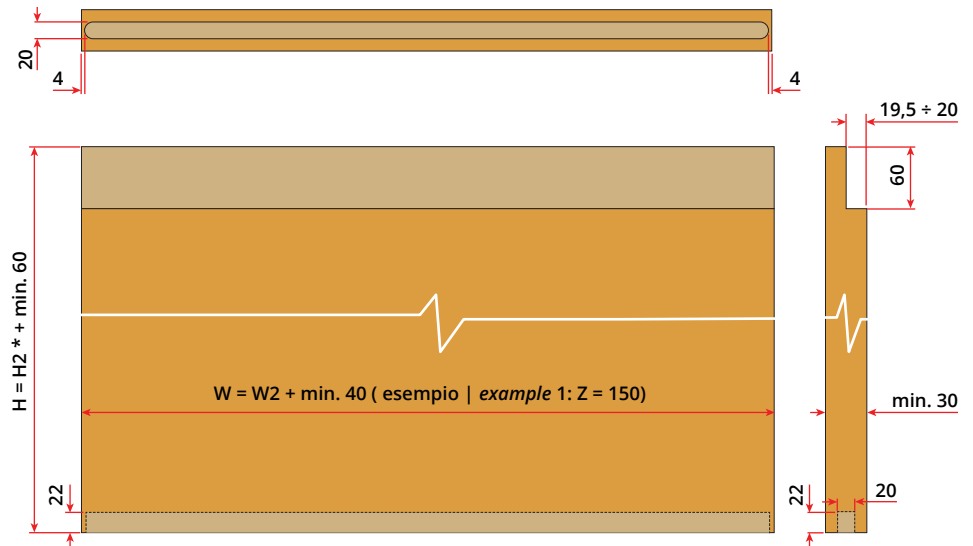 20
4
4
19,5 ÷ 20
60
H = H2 * + min. 60
W = W2 + min. 40 ( esempio | example 1: Z = 150)
min. 30
22
22
20